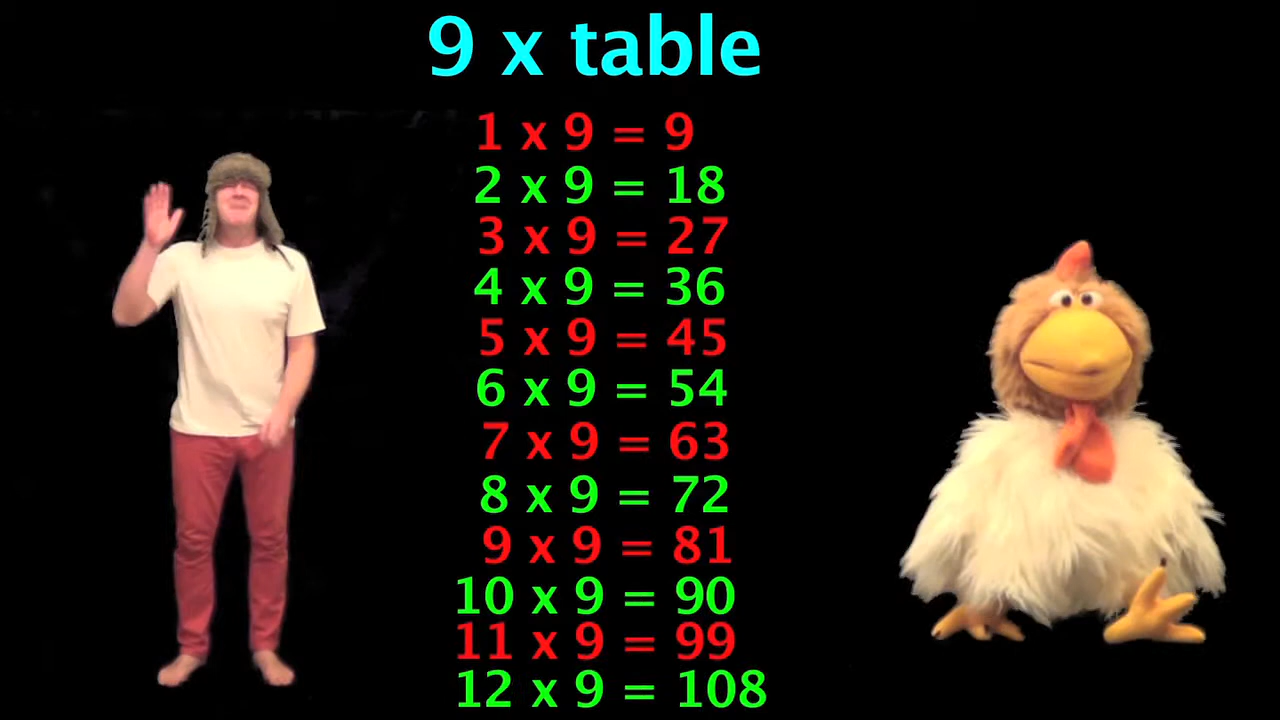 9 x table
1 x 9 = 9
2 x 9 = 18
3 x 9 = 27
4 x 9 = 36
5 x 9 = 45
6 x 9 = 54
7 x 9 = 63
8 x 9 = 72
9 x 9 = 81
10 x 9 = 90
11 x 9 = 99
12 x 9 = 108